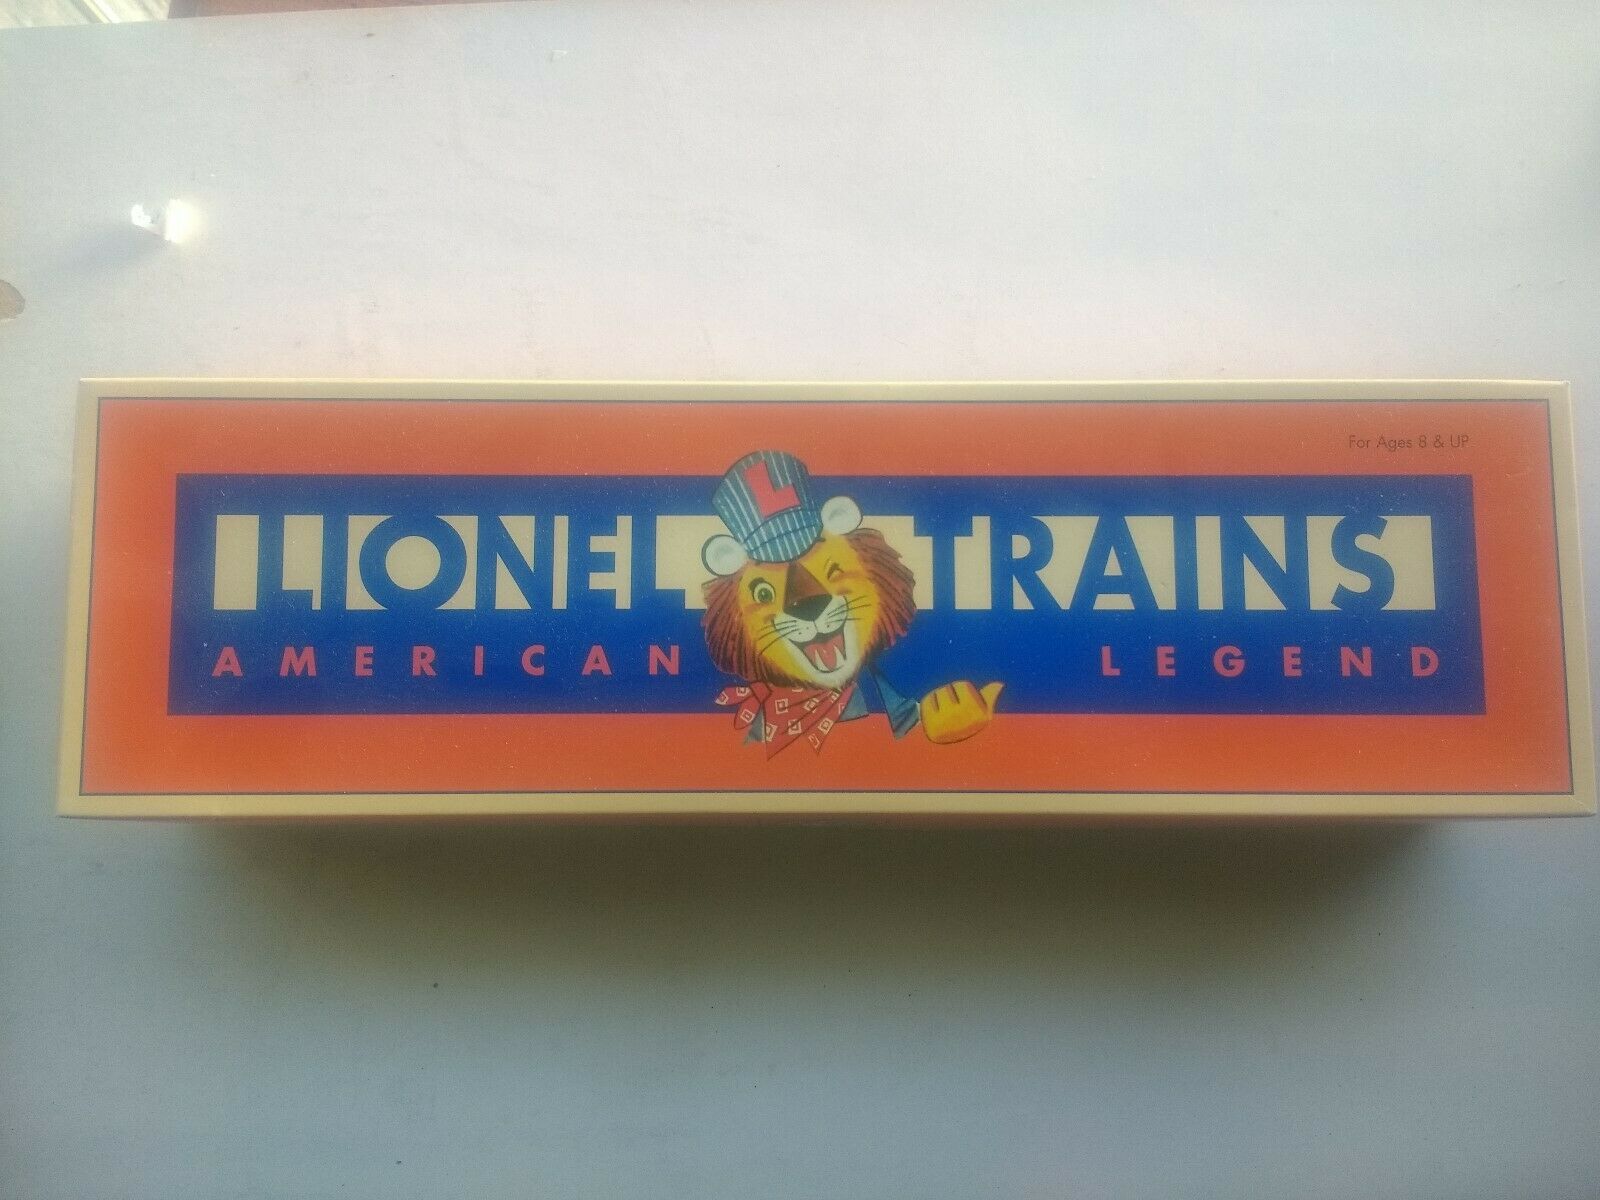 For Ages 8 & UP
L
LIONEL TRAINS
AMERICAN LEGEND